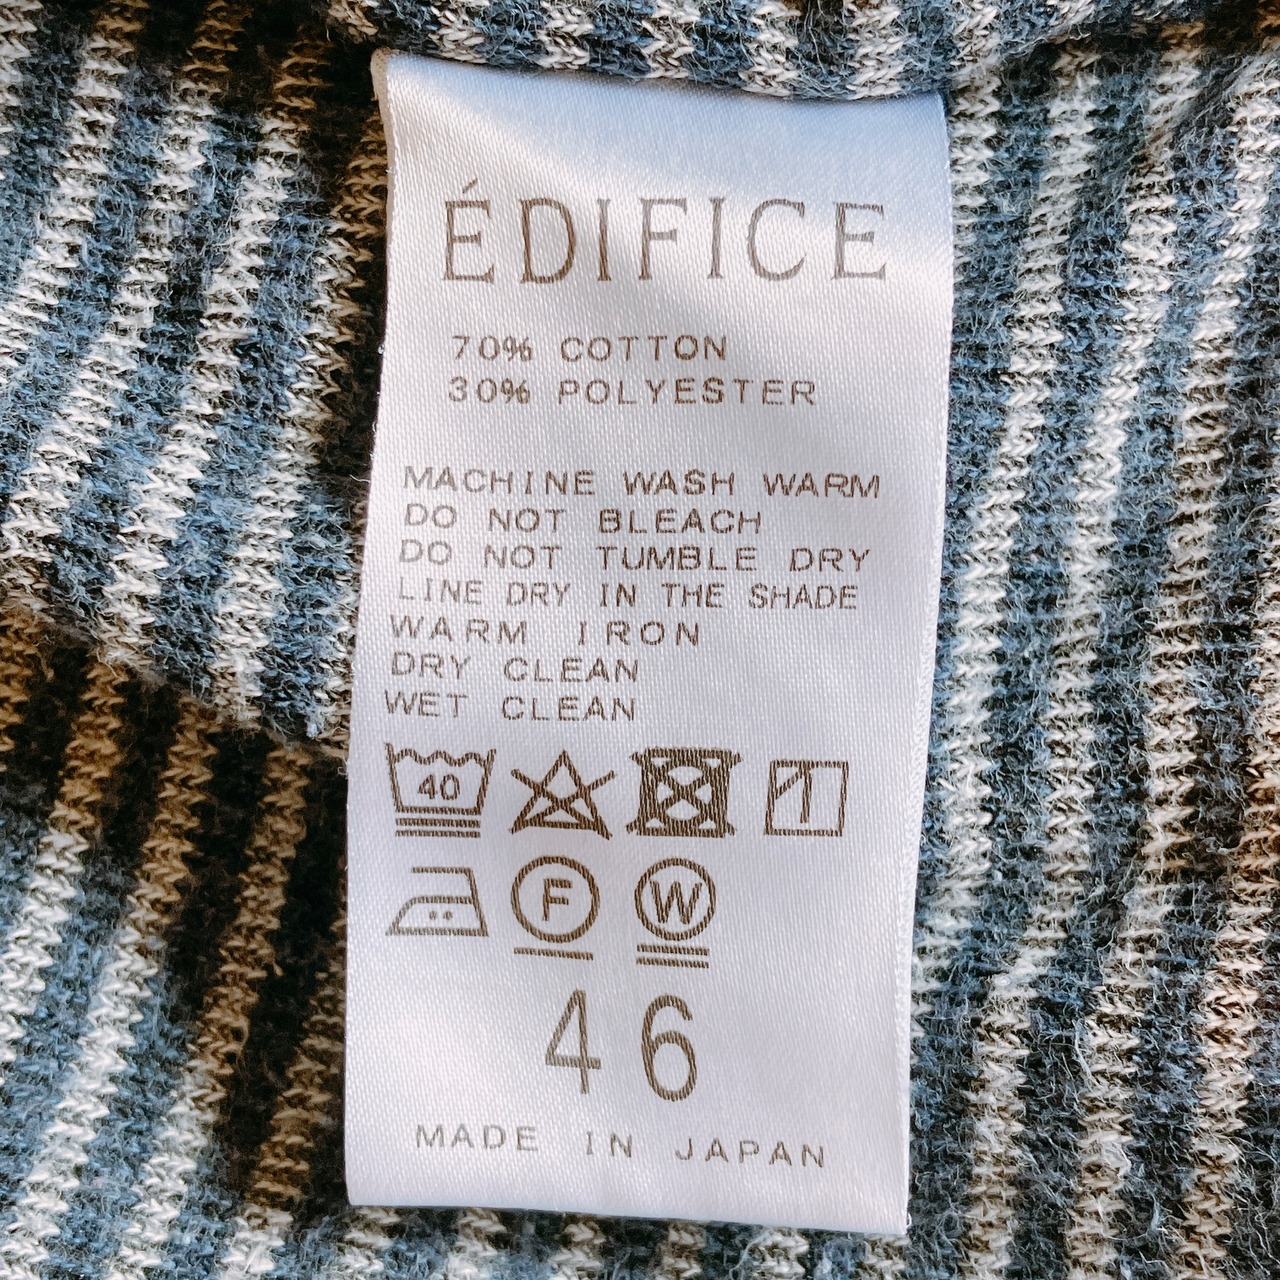 ÉDIFICE
70% COTTON
30% POLYESTER
MACHINE WASH WARM
DO NOT BLEACH
DO NOT TUMBLE DRY
LINE DRY IN THE SHADE
WARM IRON
DRY CLEAN
WET CLEAN
40
F W
46
MADE IN JAPAN